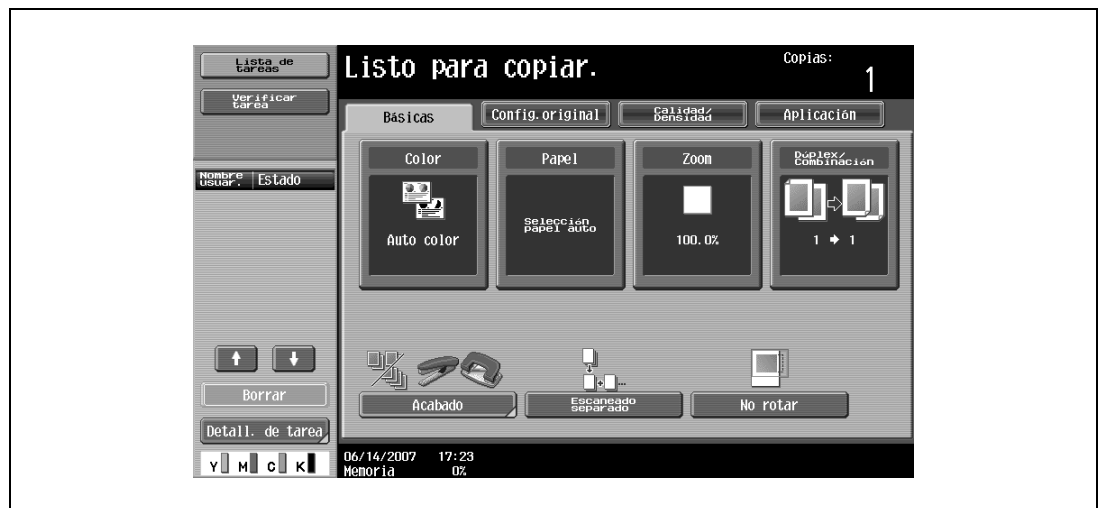 Lista de
tareas
Verificar
tarea
Nombre
usuar.
Estado
Borrar
Detall. de tarea
Y M C K
Listo para copiar.
Copias:
1
Básicas
Config.original
Calidad/
Densidad
Aplicación
Color
Auto color
Papel
Selección
papel auto
Zoom
100.0%
Dúplex/
Combinación
1 → 1
Acabado
Escaneado
separado
No rotar
06/14/2007 17:23
Memoria 0%